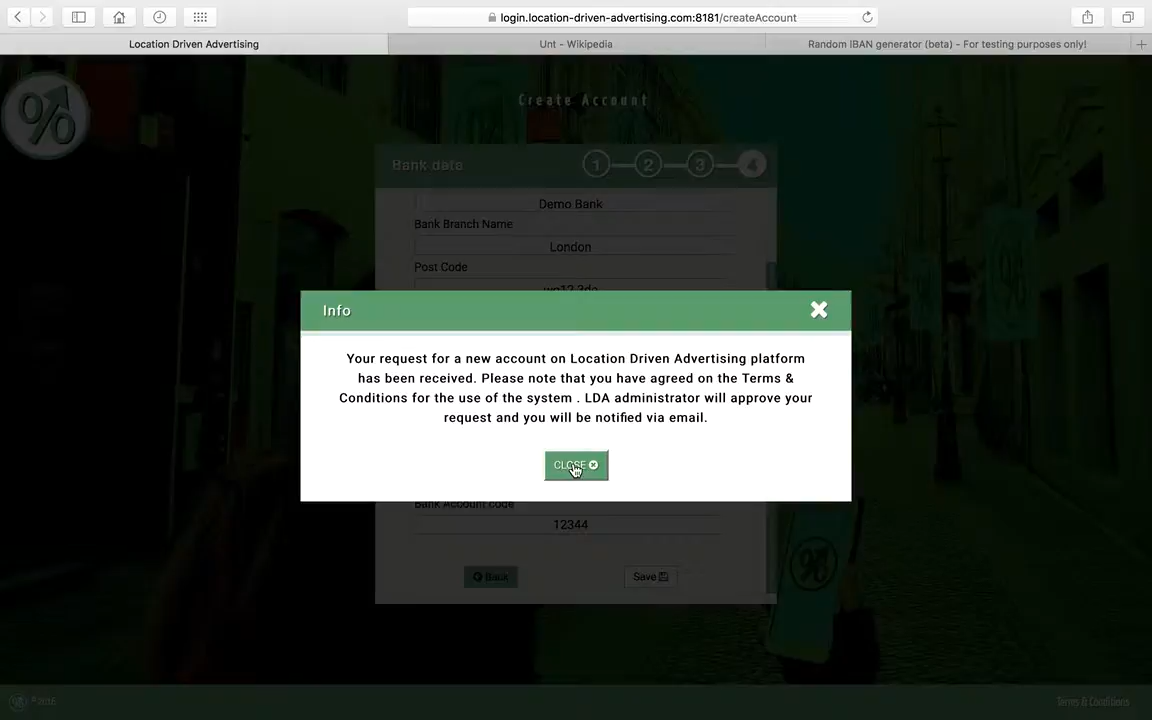 login.location-driven-advertising.com:8181/createAccount
Location Driven Advertising
Unt - Wikipedia
Random IBAN generator (beta) - For testing purposes only!
Create Account
Bank date
1 2 3 4
Demo Bank
Bank Branch Name
London
Post Code
Info
Your request for a new account on Location Driven Advertising platform
has been received. Please note that you have agreed on the Terms &
Conditions for the use of the system . LDA administrator will approve your
request and you will be notified via email.
CLOSE
Bank Account code
12344
Back
Save
©2016
Terms & Conditions